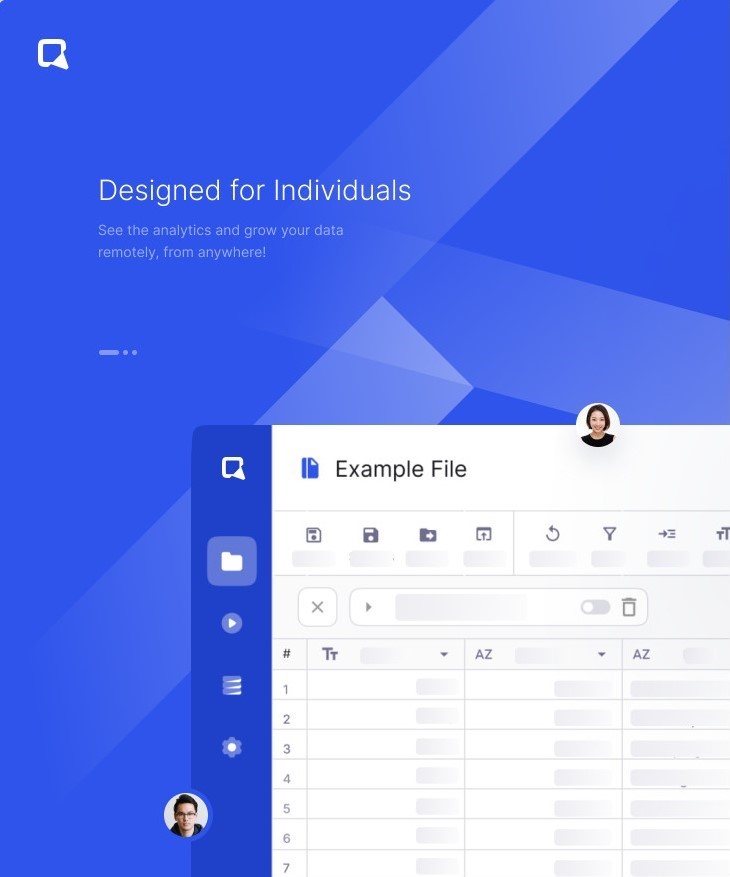 Designed for Individuals
See the analytics and grow your data
remotely, from anywhere!
Example File
# Tт AZ AZ
1
2
3
4
5
6
7